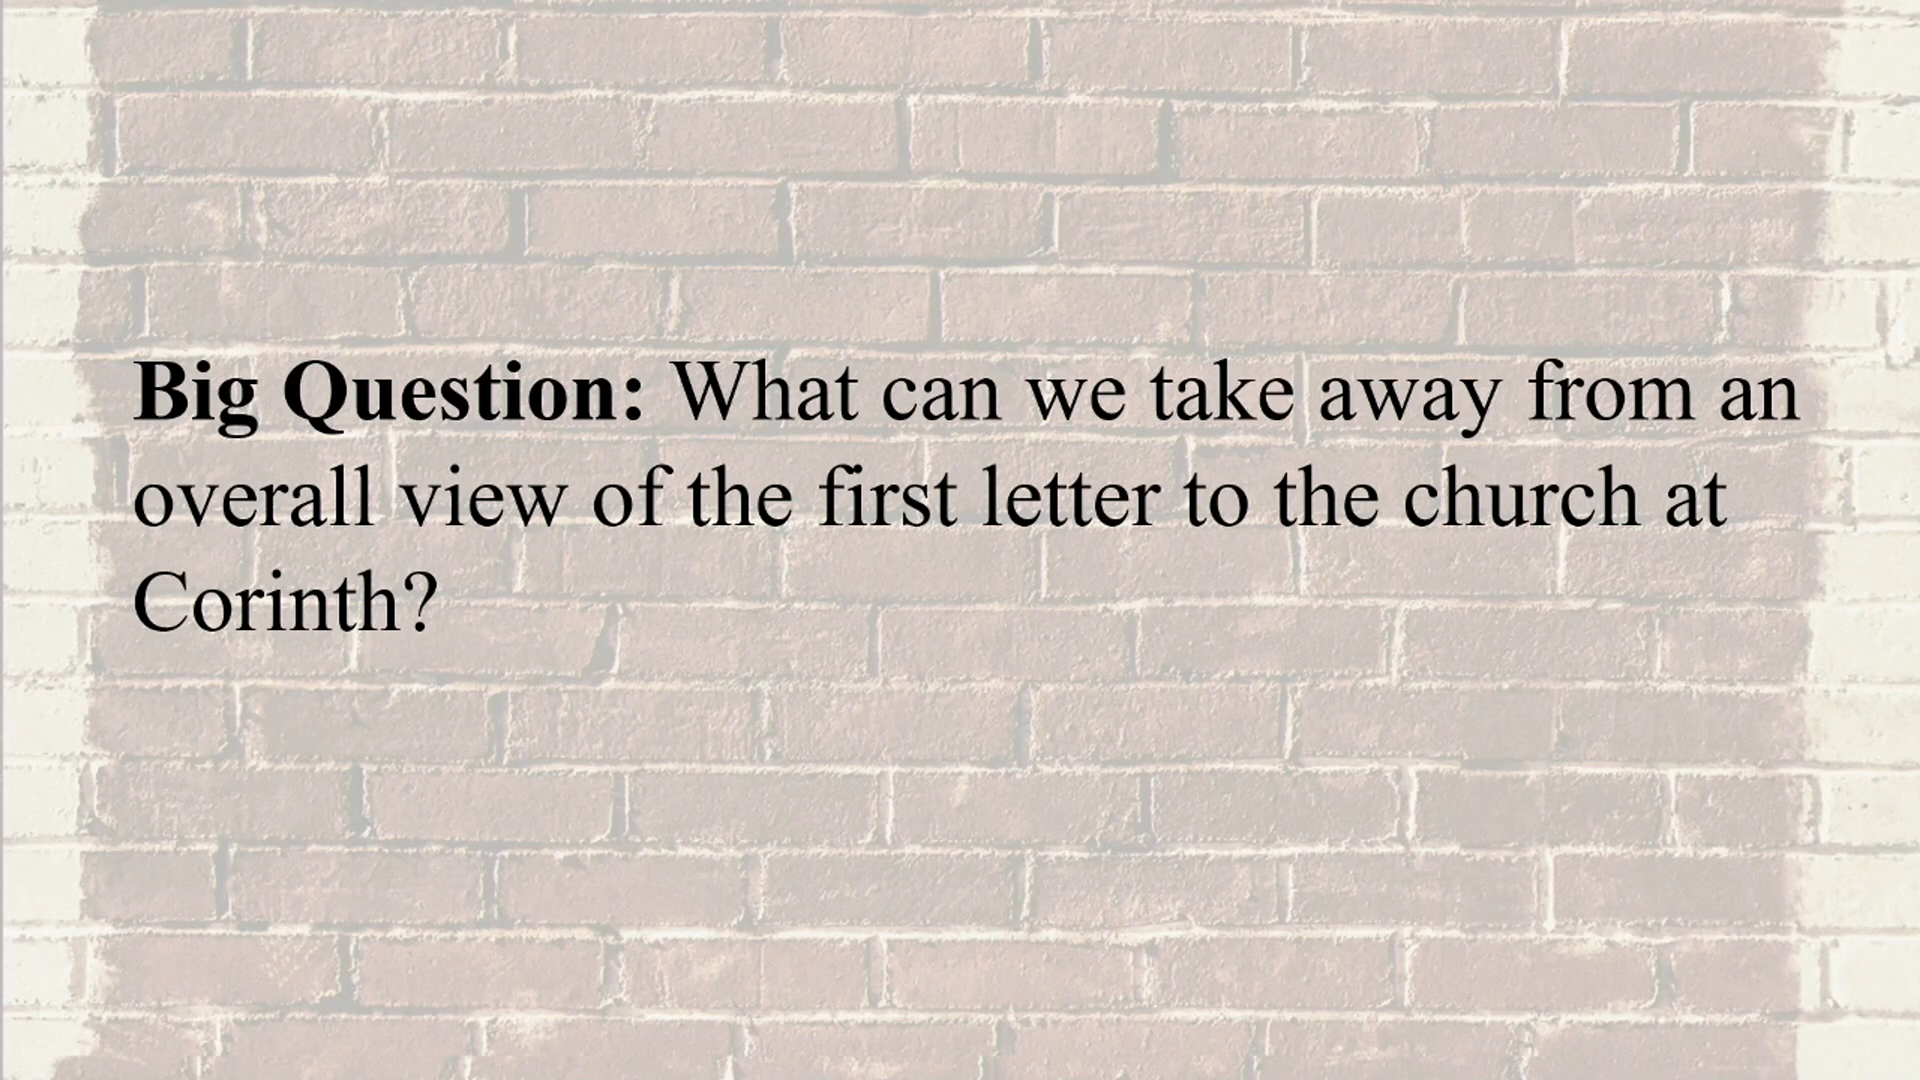 Big Question: What can we take away from an
overall view of the first letter to the church at
Corinth?